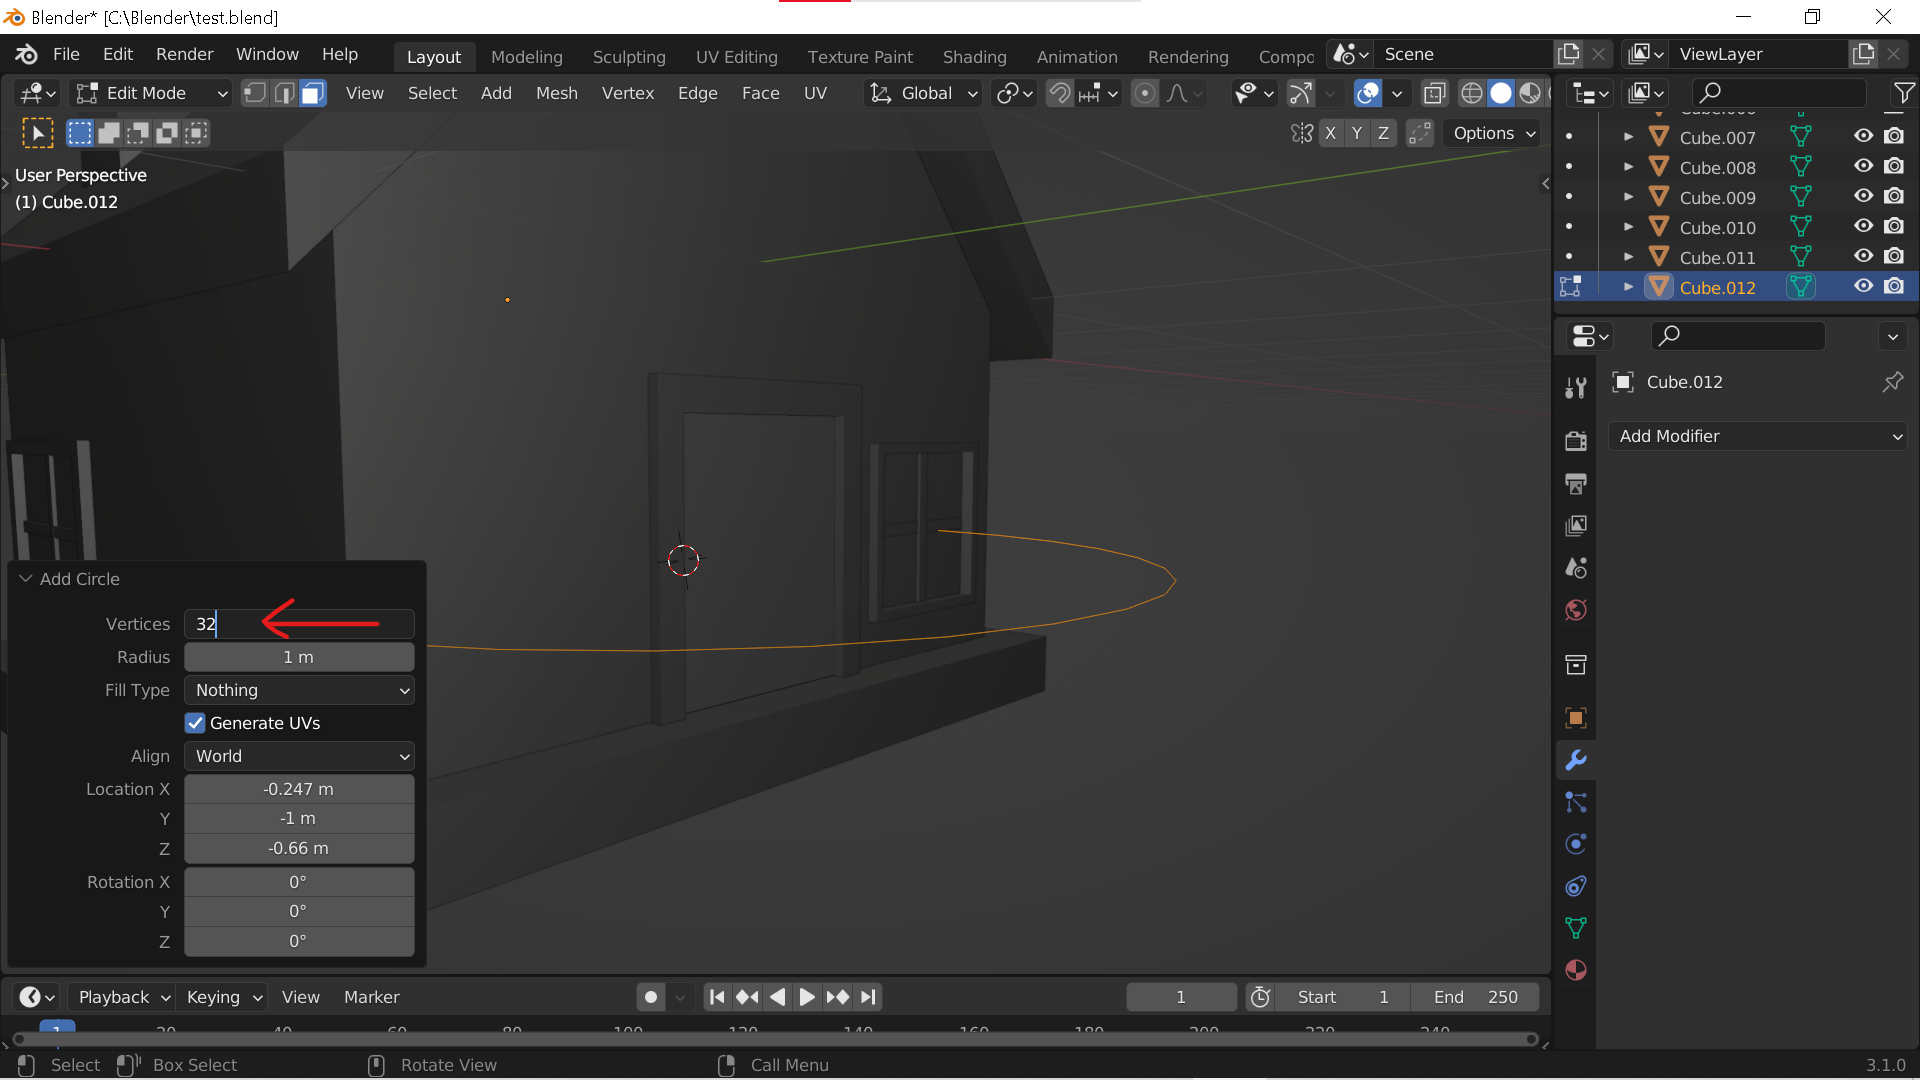 Blender* [C:\Blender\test.blend]
File Edit Render Window Help Layout Modeling Sculpting UV Editing Texture Paint Shading Animation Rendering Compo Scene ViewLayer
Edit Mode View Select Add Mesh Vertex Edge Face UV Global
X Y Z Options
User Perspective
(1) Cube.012
Cube.007
Cube.008
Cube.009
Cube.010
Cube.011
Cube.012
Cube.012
Add Modifier
Add Circle
Vertices 32
Radius 1 m
Fill Type Nothing
Generate UVs
Align World
Location X -0.247 m
Y -1 m
Z -0.66 m
Rotation X 0°
Y 0°
Z 0°
Playback Keying View Marker 1 Start 1 End 250
1 20 40 60 80 100 120 140 160 180 200 220 240
Select Box Select Rotate View Call Menu 3.1.0